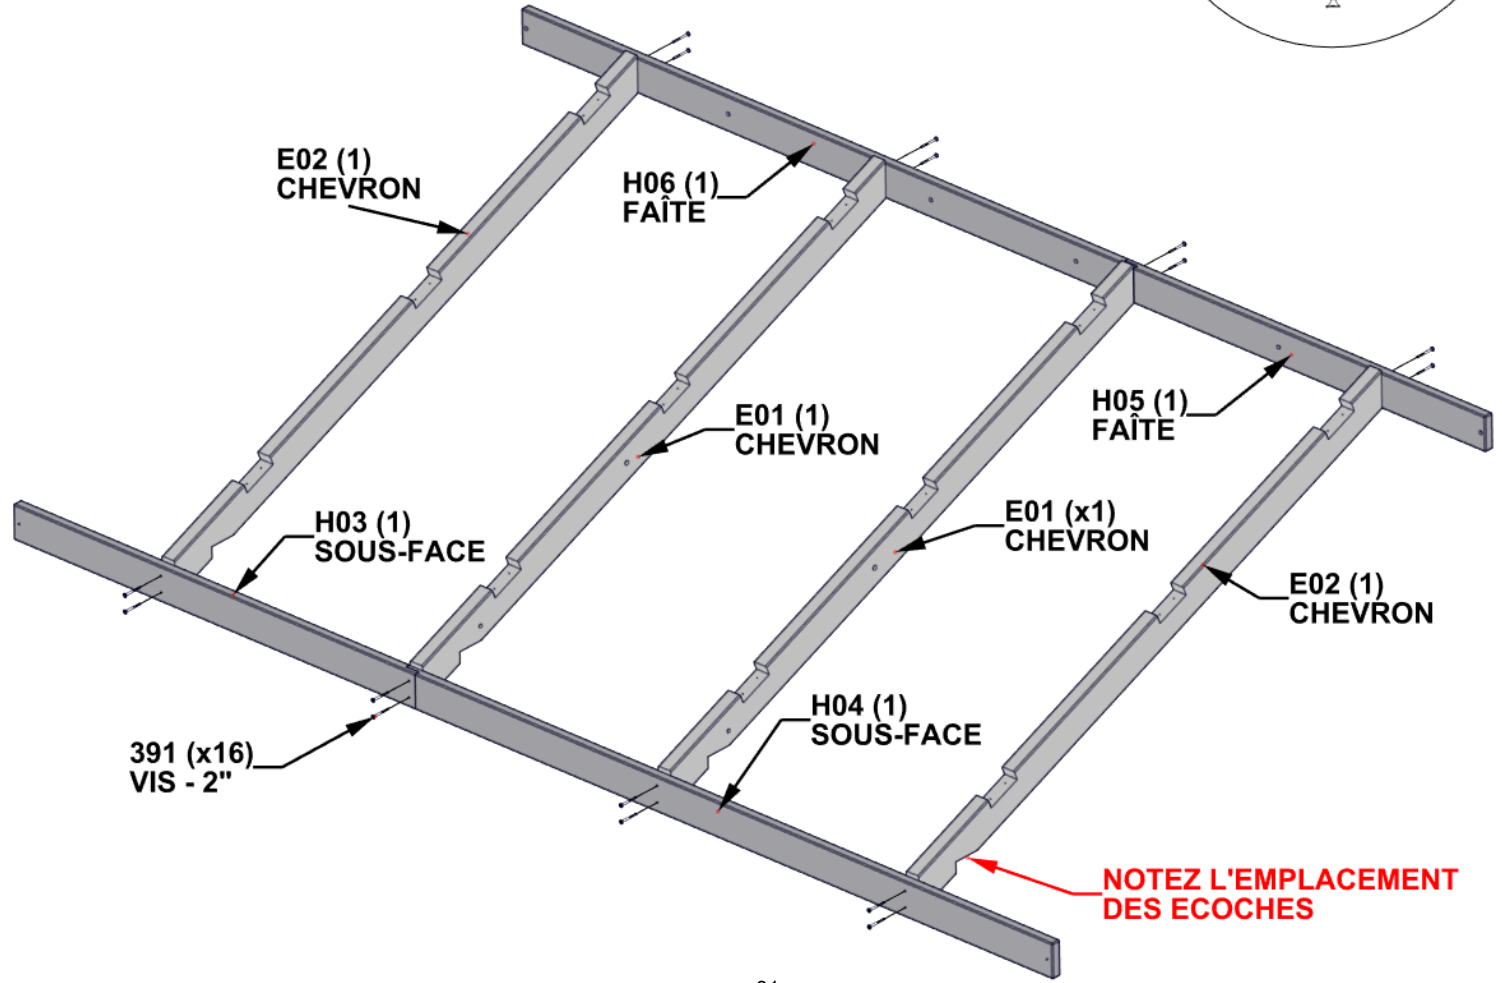 E02 (1)
CHEVRON
H06 (1)
FAÎTE
H05 (1)
FAÎTE
E01 (1)
CHEVRON
E01 (x1)
CHEVRON
H03 (1)
SOUS-FACE
E02 (1)
CHEVRON
H04 (1)
SOUS-FACE
391 (x16)
VIS - 2"
NOTEZ L'EMPLACEMENT
DES ECOCHES